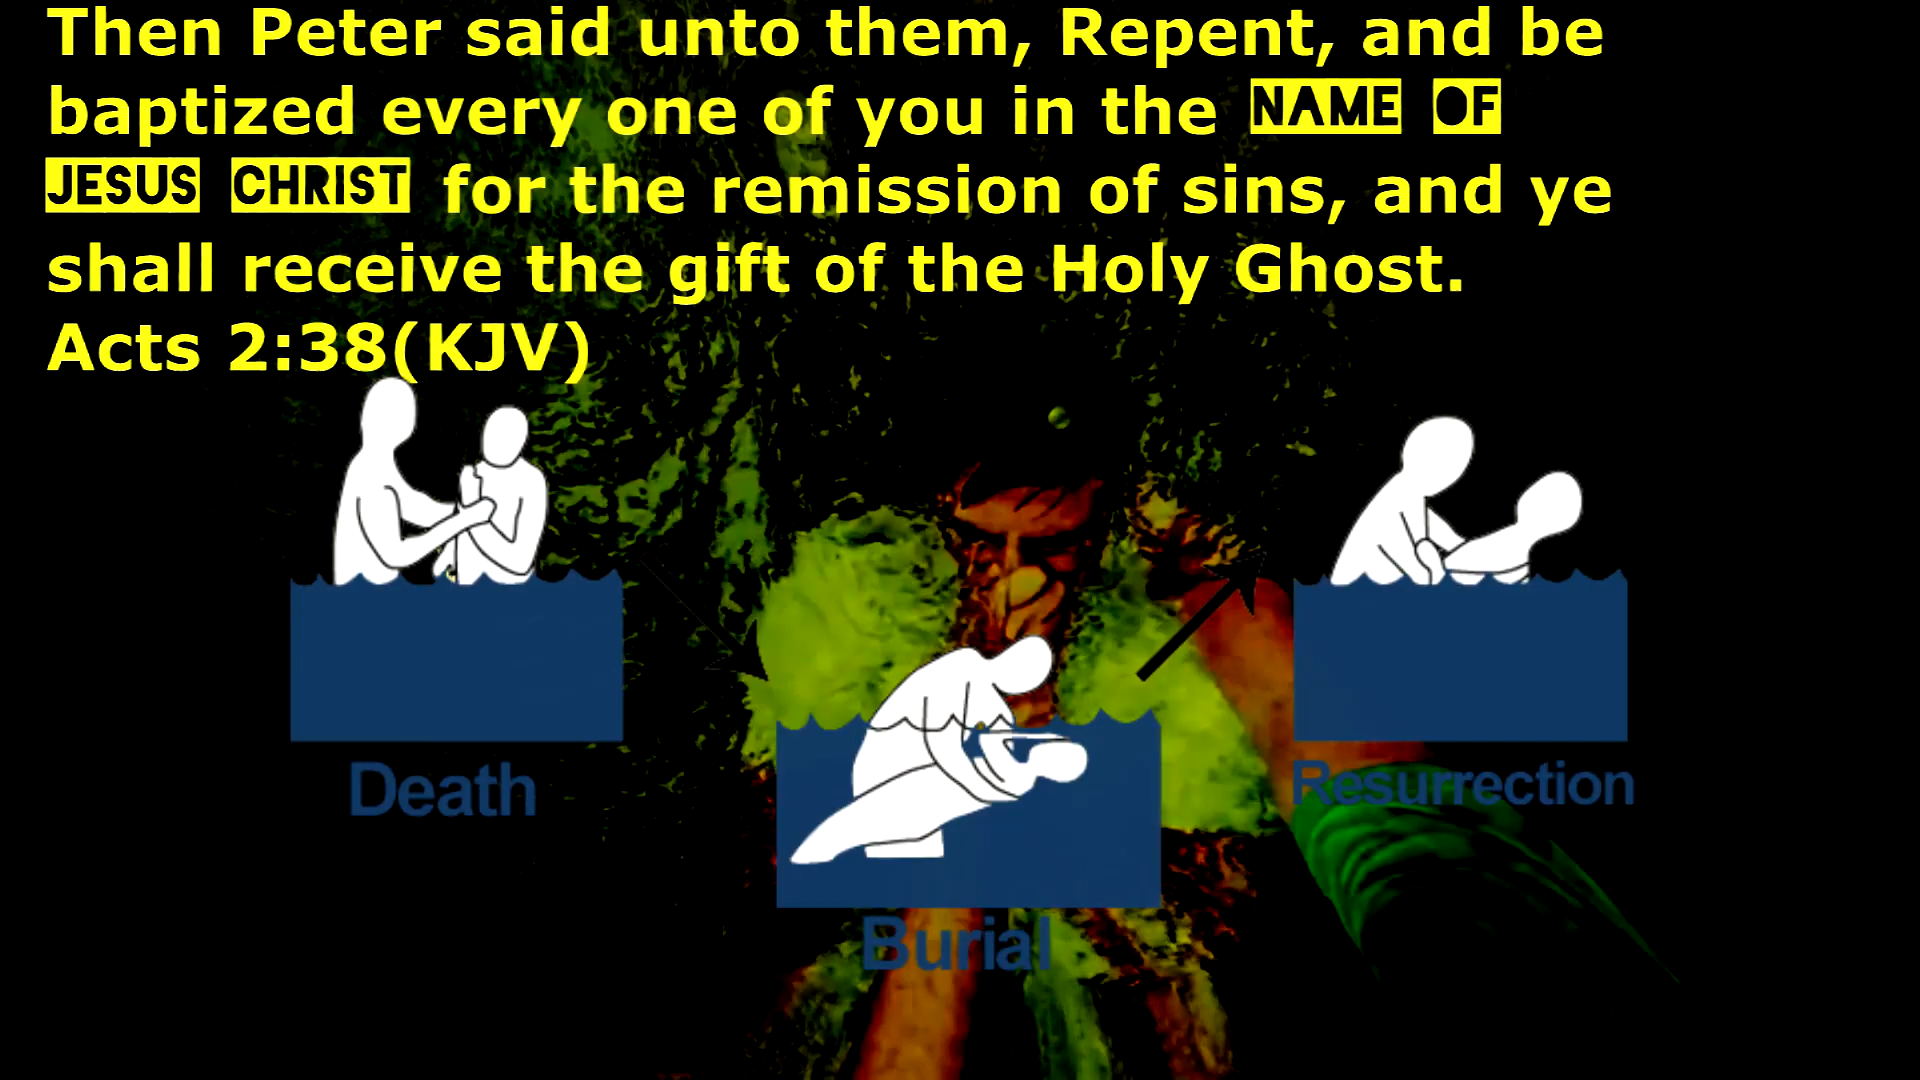 Then Peter said unto them, Repent, and be
baptized every one of you in the NAME OF
JESUS CHRIST for the remission of sins, and ye
shall receive the gift of the Holy Ghost.
Acts 2:38(KJV)
Death
Resurrection
Burial